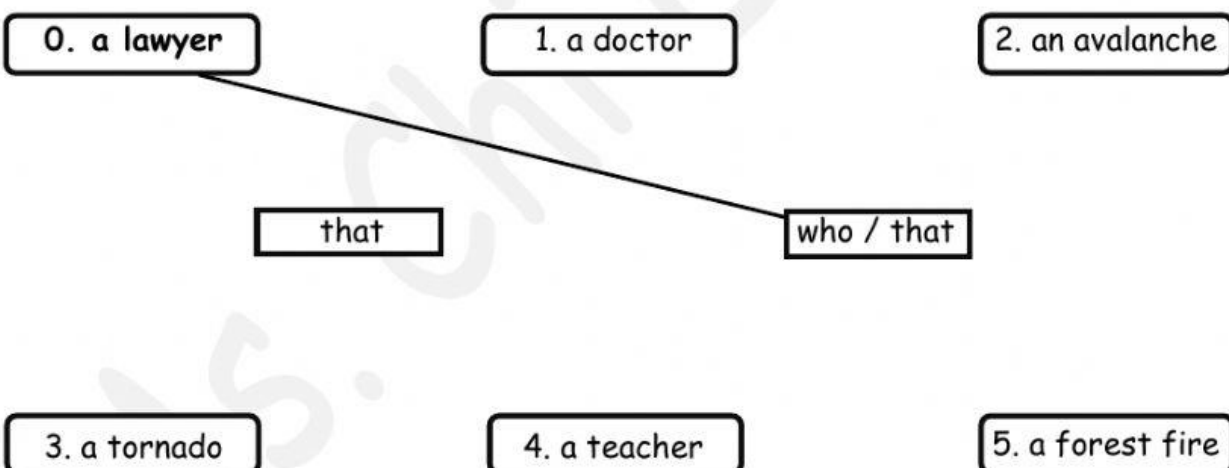 0. a lawyer
1. a doctor
2. an avalanche
that
who / that
3. a tornado
4. a teacher
5. a forest fire